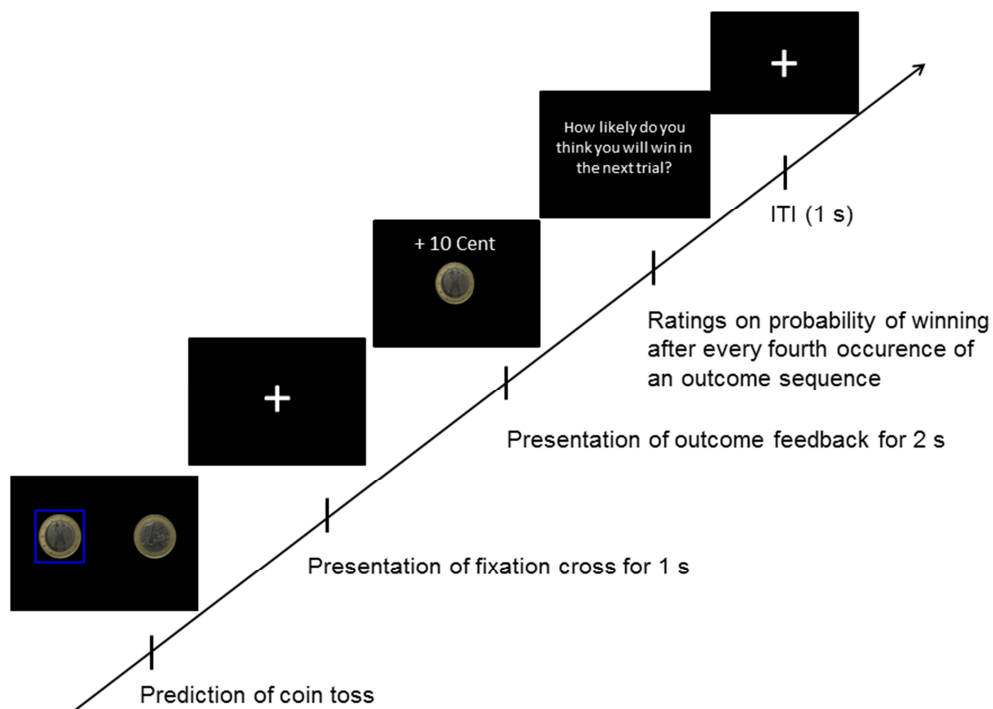 How likely do you
think you will win in
the next trial?
ITI (1 s)
+ 10 Cent
Ratings on probability of winning
after every fourth occurence of
an outcome sequence
Presentation of outcome feedback for 2 s
Presentation of fixation cross for 1 s
Prediction of coin toss